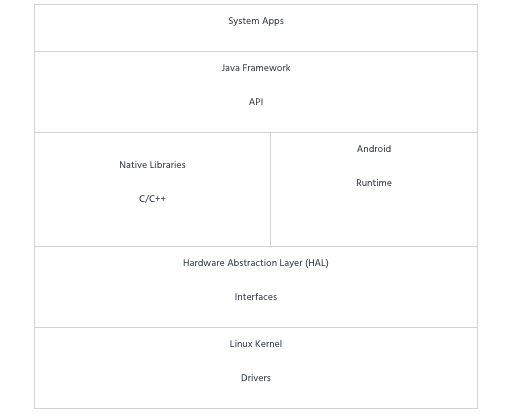 System Apps
Java Framework
API
Native Libraries
C/C++
Android
Runtime
Hardware Abstraction Layer (HAL)
Interfaces
Linux Kernel
Drivers